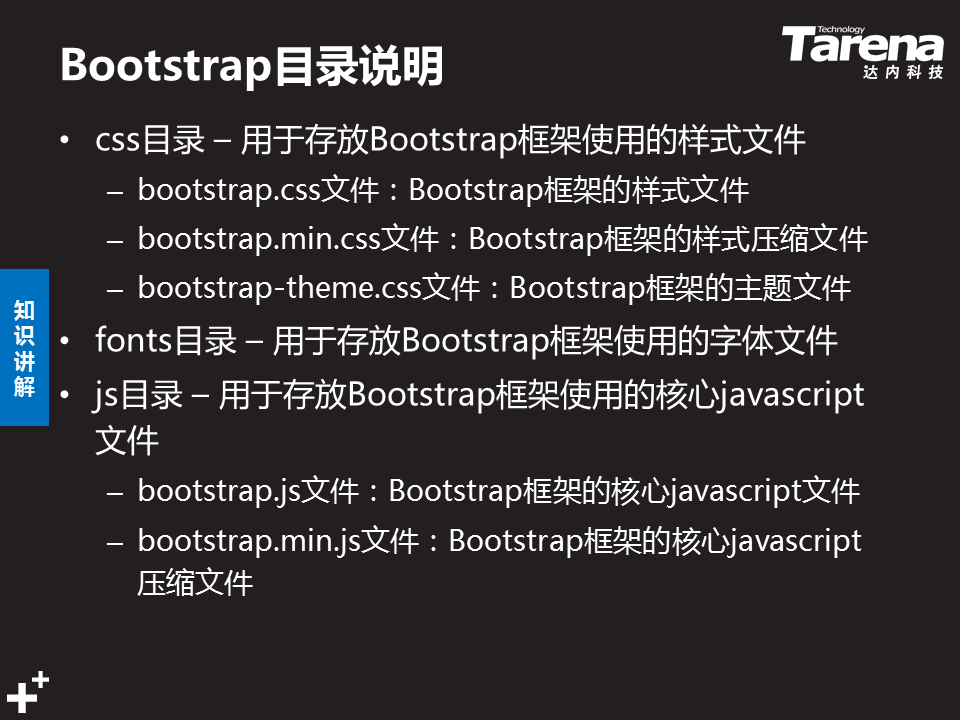 Bootstrap目录说明
Technology
Tarena
达内科技
• css目录 – 用于存放Bootstrap框架使用的样式文件
– bootstrap.css文件：Bootstrap框架的样式文件
– bootstrap.min.css文件：Bootstrap框架的样式压缩文件
– bootstrap-theme.css文件：Bootstrap框架的主题文件
• fonts目录 – 用于存放Bootstrap框架使用的字体文件
• js目录 – 用于存放Bootstrap框架使用的核心javascript
文件
– bootstrap.js文件：Bootstrap框架的核心javascript文件
– bootstrap.min.js文件：Bootstrap框架的核心javascript
压缩文件
知
识
讲
解